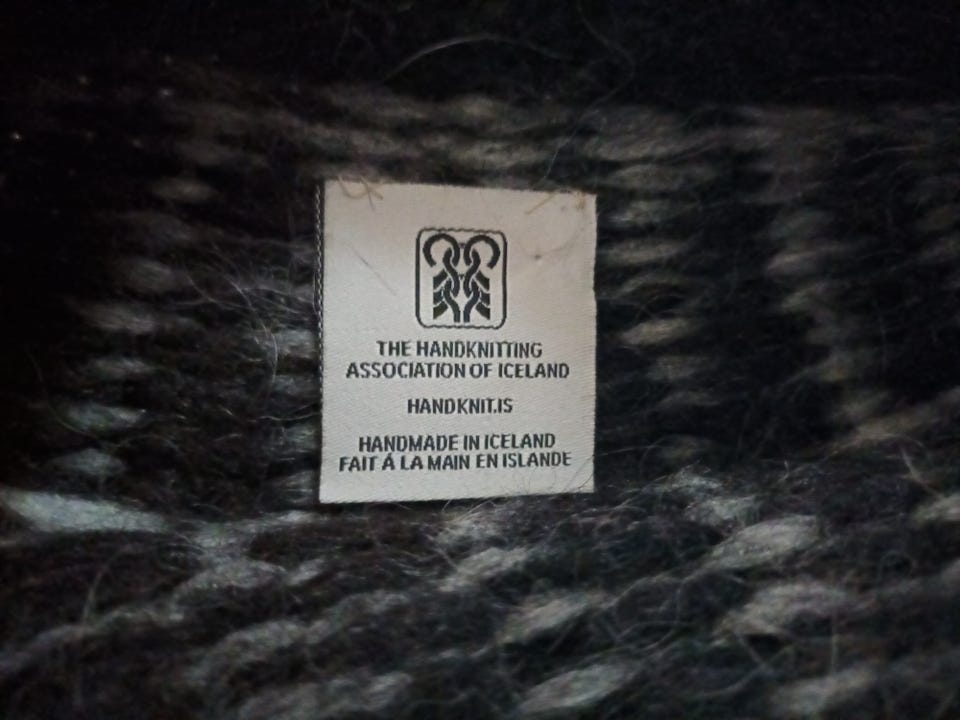 THE HANDKNITTING
ASSOCIATION OF ICELAND
HANDKNIT.IS
HANDMADE IN ICELAND
FAIT Á LA MAIN EN ISLANDE